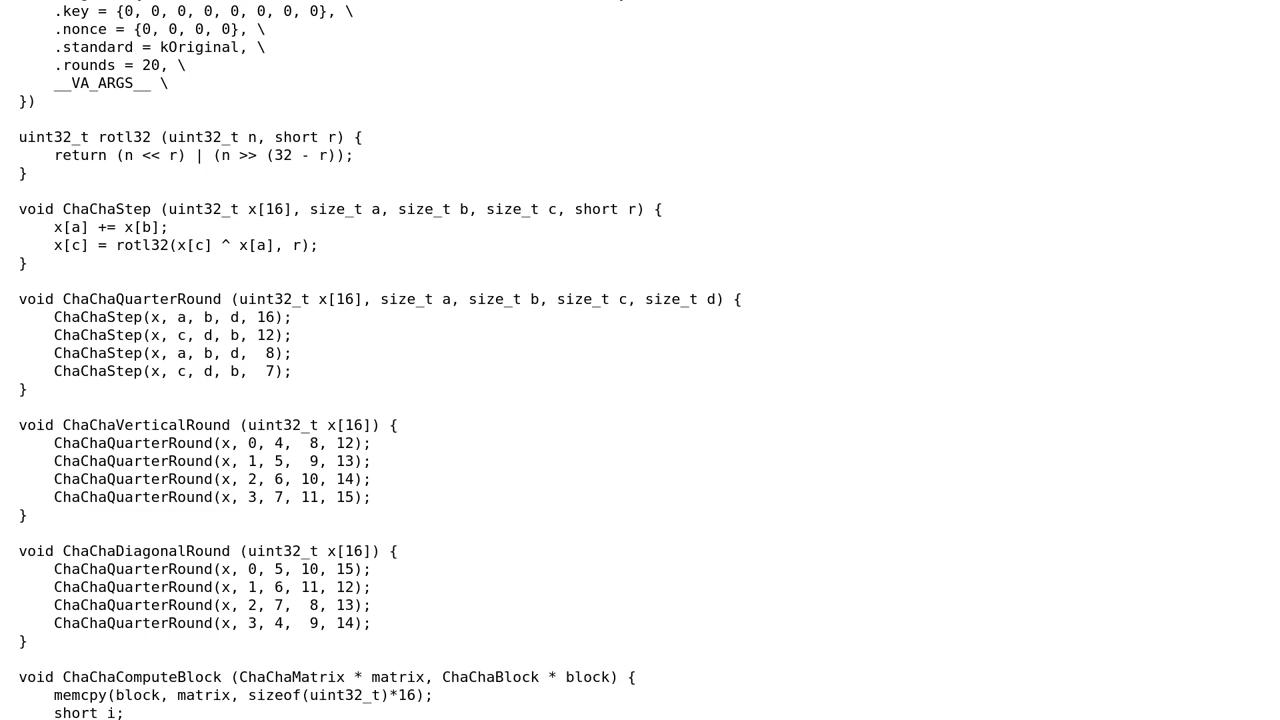 .key = {0, 0, 0, 0, 0, 0, 0, 0}, \
.nonce = {0, 0, 0, 0}, \
.standard = kOriginal, \
.rounds = 20, \
__VA_ARGS__ \
})
uint32_t rotl32 (uint32_t n, short r) {
return (n << r) | (n >> (32 - r));
}
void ChaChaStep (uint32_t x[16], size_t a, size_t b, size_t c, short r) {
x[a] += x[b];
x[c] = rotl32(x[c] ^ x[a], r);
}
void ChaChaQuarterRound (uint32_t x[16], size_t a, size_t b, size_t c, size_t d) {
ChaChaStep(x, a, b, d, 16);
ChaChaStep(x, c, d, b, 12);
ChaChaStep(x, a, b, d,  8);
ChaChaStep(x, c, d, b,  7);
}
void ChaChaVerticalRound (uint32_t x[16]) {
ChaChaQuarterRound(x, 0, 4,  8, 12);
ChaChaQuarterRound(x, 1, 5,  9, 13);
ChaChaQuarterRound(x, 2, 6, 10, 14);
ChaChaQuarterRound(x, 3, 7, 11, 15);
}
void ChaChaDiagonalRound (uint32_t x[16]) {
ChaChaQuarterRound(x, 0, 5, 10, 15);
ChaChaQuarterRound(x, 1, 6, 11, 12);
ChaChaQuarterRound(x, 2, 7,  8, 13);
ChaChaQuarterRound(x, 3, 4,  9, 14);
}
void ChaChaComputeBlock (ChaChaMatrix * matrix, ChaChaBlock * block) {
memcpy(block, matrix, sizeof(uint32_t)*16);
short i;